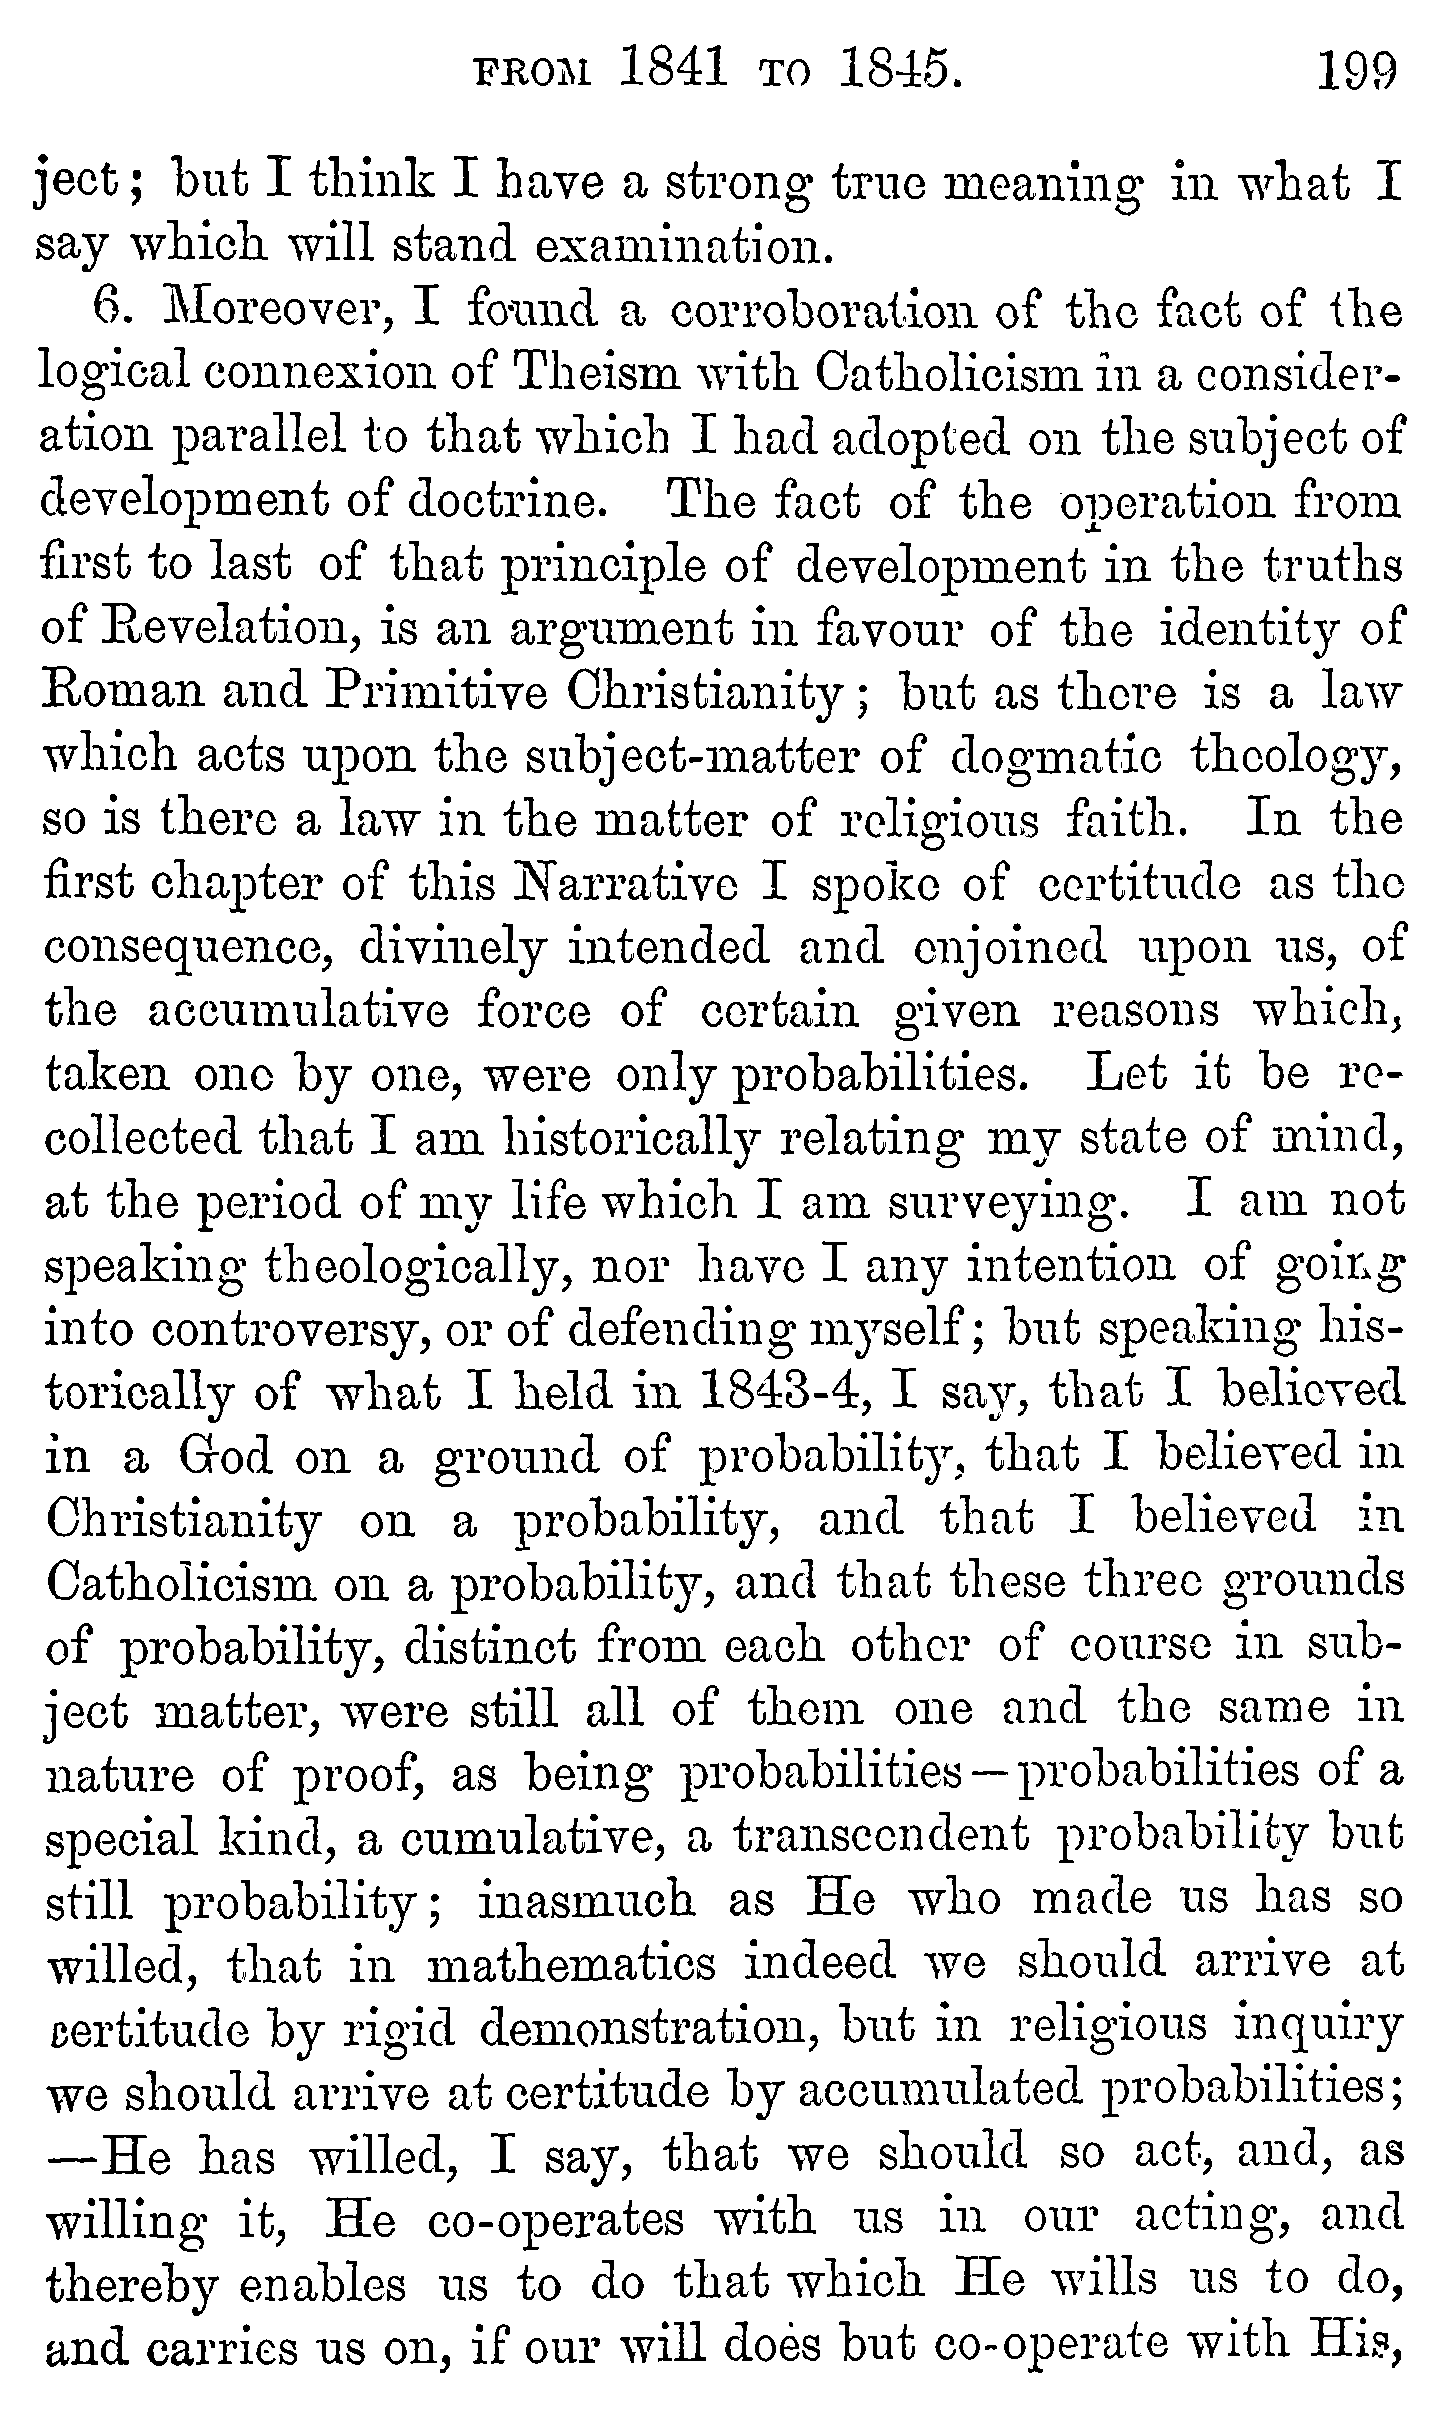 FROM 1841 TO 1845. 199
ject; but I think I have a strong true meaning in what I
say which will stand examination.
6. Moreover, I found a corroboration of the fact of the
logical connexion of Theism with Catholicism in a consider-
ation parallel to that which I had adopted on the subject of
development of doctrine. The fact of the operation from
first to last of that principle of development in the truths
of Revelation, is an argument in favour of the identity of
Roman and Primitive Christianity; but as there is a law
which acts upon the subject-matter of dogmatic theology,
so is there a law in the matter of religious faith. In the
first chapter of this Narrative I spoke of certitude as the
consequence, divinely intended and enjoined upon us, of
the accumulative force of certain given reasons which,
taken one by one, were only probabilities. Let it be re-
collected that I am historically relating my state of mind,
at the period of my life which I am surveying. I am not
speaking theologically, nor have I any intention of going
into controversy, or of defending myself; but speaking his-
torically of what I held in 1843-4, I say, that I believed
in a God on a ground of probability, that I believed in
Christianity on a probability, and that I believed in
Catholicism on a probability, and that these three grounds
of probability, distinct from each other of course in sub-
ject matter, were still all of them one and the same in
nature of proof, as being probabilities—probabilities of a
special kind, a cumulative, a transcendent probability but
still probability; inasmuch as He who made us has so
willed, that in mathematics indeed we should arrive at
certitude by rigid demonstration, but in religious inquiry
we should arrive at certitude by accumulated probabilities;
—He has willed, I say, that we should so act, and, as
willing it, He co-operates with us in our acting, and
thereby enables us to do that which He wills us to do,
and carries us on, if our will does but co-operate with His,